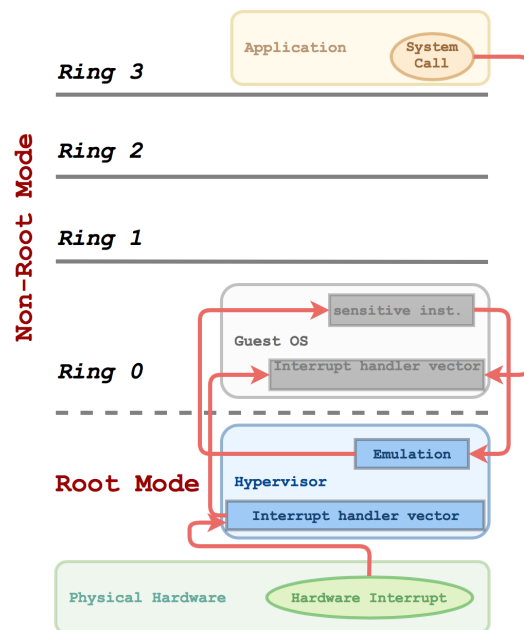 Application
System
Call
Ring 3
Ring 2
Non-Root Mode
Ring 1
sensitive inst.
Guest OS
Interrupt handler vector
Ring 0
Emulation
Root Mode
Hypervisor
Interrupt handler vector
Physical Hardware
Hardware Interrupt